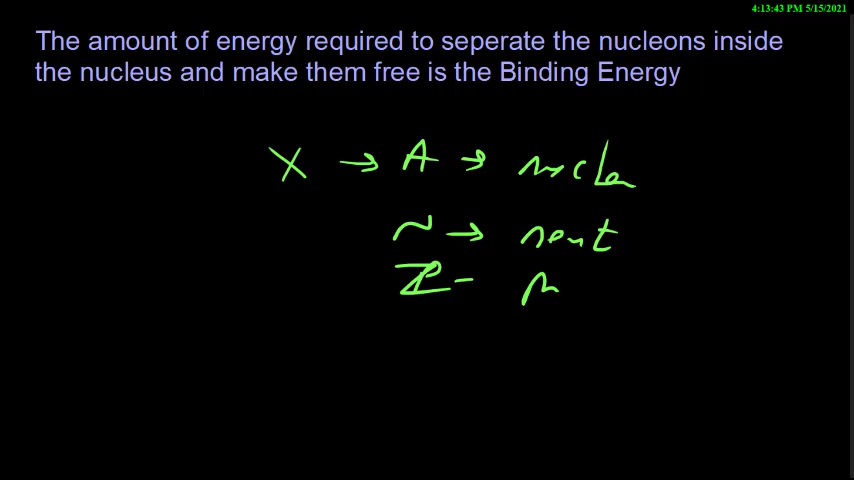 4:13:43 PM 5/15/2021
The amount of energy required to seperate the nucleons inside
the nucleus and make them free is the Binding Energy
X → A →
N → neut
Z -